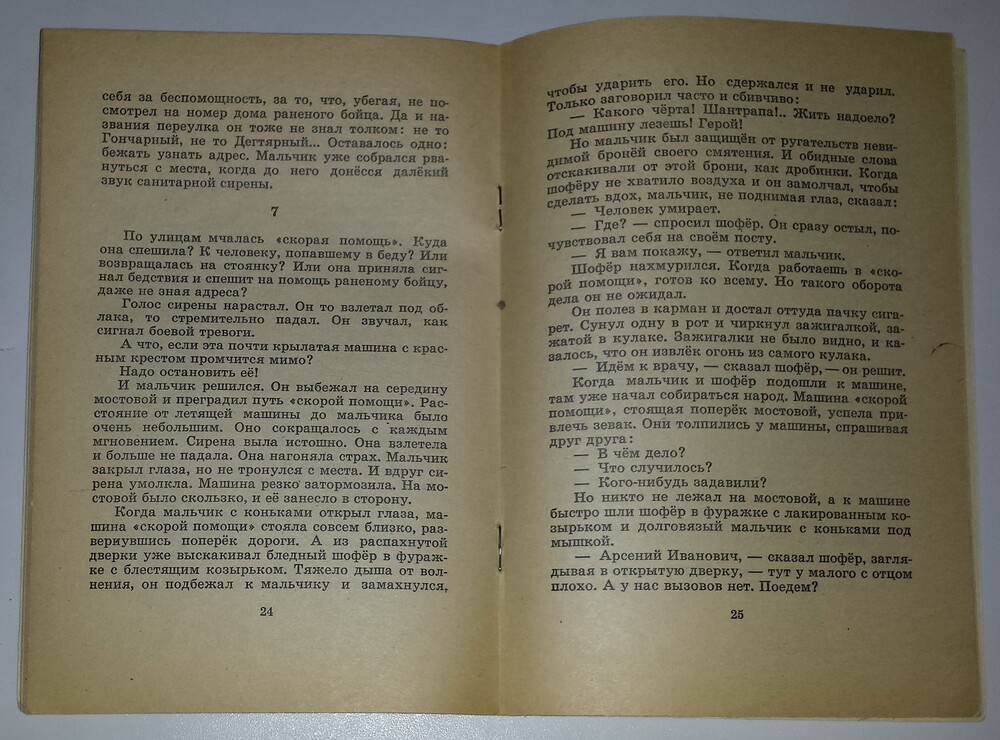 себя за беспомощность, за то, что, убегая, не по-
смотрел на номер дома раненого бойца. Да и на-
звания переулка он тоже не знал толком: не то
Гончарный, не то Дегтярный... Оставалось одно:
бежать узнать адрес. Мальчик уже собрался рва-
нуться с места, когда до него донёсся далёкий
звук санитарной сирены.
7
По улицам мчалась «скорая помощь». Куда
она спешила? К человеку, попавшему в беду? Или
возвращалась на стоянку? Или она приняла сиг-
нал бедствия и спешит на помощь раненому бойцу,
даже не зная адреса?
Голос сирены нарастал. Он то взлетал под об-
лака, то стремительно падал. Он звучал, как
сигнал боевой тревоги.
А что, если эта почти крылатая машина с крас-
ным крестом промчится мимо?
Надо остановить её!
И мальчик решился. Он выбежал на середину
мостовой и преградил путь «скорой помощи». Рас-
стояние от летящей машины до мальчика было
очень небольшим. Оно сокращалось с каждым
мгновением. Сирена выла истошно. Она взлетела
и больше не падала. Она нагоняла страх. Мальчик
закрыл глаза, но не тронулся с места. И вдруг си-
рена умолкла. Машина резко затормозила. На мо-
стовой было скользко, и её занесло в сторону.
Когда мальчик с коньками открыл глаза, ма-
шина «скорой помощи» стояла совсем близко, раз-
вернувшись поперёк дороги. А из распахнутой
дверки уже выскакивал бледный шофёр в фураж-
ке с блестящим козырьком. Тяжело дыша от вол-
нения, он подбежал к мальчику и замахнулся,
24
чтобы ударить его. Но сдержался и не ударил.
Только заговорил часто и сбивчиво:
— Какого чёрта! Шантрапа!.. Жить надоело?
Под машину лезешь! Герой!
Но мальчик был защищён от ругательств неви-
димой бронёй своего смятения. И обидные слова
отскакивали от этой брони, как дробинки. Когда
шофёру не хватило воздуха и он замолчал, чтобы
сделать вдох, мальчик, не поднимая глаз, сказал:
— Человек умирает.
— Где? — спросил шофёр. Он сразу остыл, по-
чувствовал себя на своём посту.
— Я вам покажу, — ответил мальчик.
Шофёр нахмурился. Когда работаешь в «ско-
рой помощи», готов ко всему. Но такого оборота
дела он не ожидал.
Он полез в карман и достал оттуда пачку сига-
рет. Сунул одну в рот и чиркнул зажигалкой, за-
жатой в кулаке. Зажигалки не было видно, и ка-
залось, что он извлёк огонь из самого кулака.
— Идём к врачу, — сказал шофёр, — он решит.
Когда мальчик и шофёр подошли к машине,
там уже начал собираться народ. Машина «скорой
помощи», стоящая поперёк мостовой, успела при-
влечь зевак. Они толпились у машины, спрашивая
друг друга:
— В чём дело?
— Что случилось?
— Кого-нибудь задавили?
Но никто не лежал на мостовой, а к машине
быстро шли шофёр в фуражке с лакированным ко-
зырьком и долговязый мальчик с коньками под
мышкой.
— Арсений Иванович, — сказал шофёр, загля-
дывая в открытую дверку, — тут у малого с отцом
плохо. А у нас вызовов нет. Поедем?
25